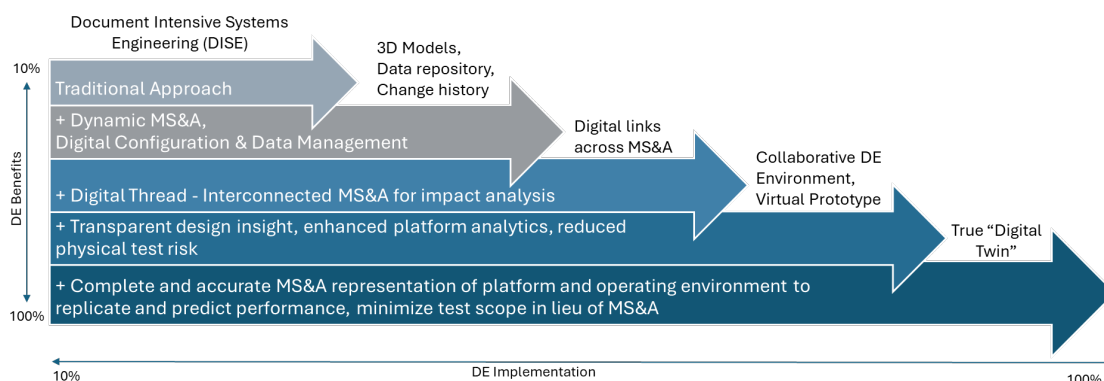 Document Intensive Systems
Engineering (DISE)
10%
Traditional Approach
3D Models,
Data repository,
Change history
+ Dynamic MS&A,
Digital Configuration & Data Management
Digital links
across MS&A
DE Benefits
+ Digital Thread - Interconnected MS&A for impact analysis
Collaborative DE
Environment,
Virtual Prototype
+ Transparent design insight, enhanced platform analytics, reduced
physical test risk
True “Digital
Twin”
+ Complete and accurate MS&A representation of platform and operating environment to
replicate and predict performance, minimize test scope in lieu of MS&A
100%
10%
DE Implementation
100%